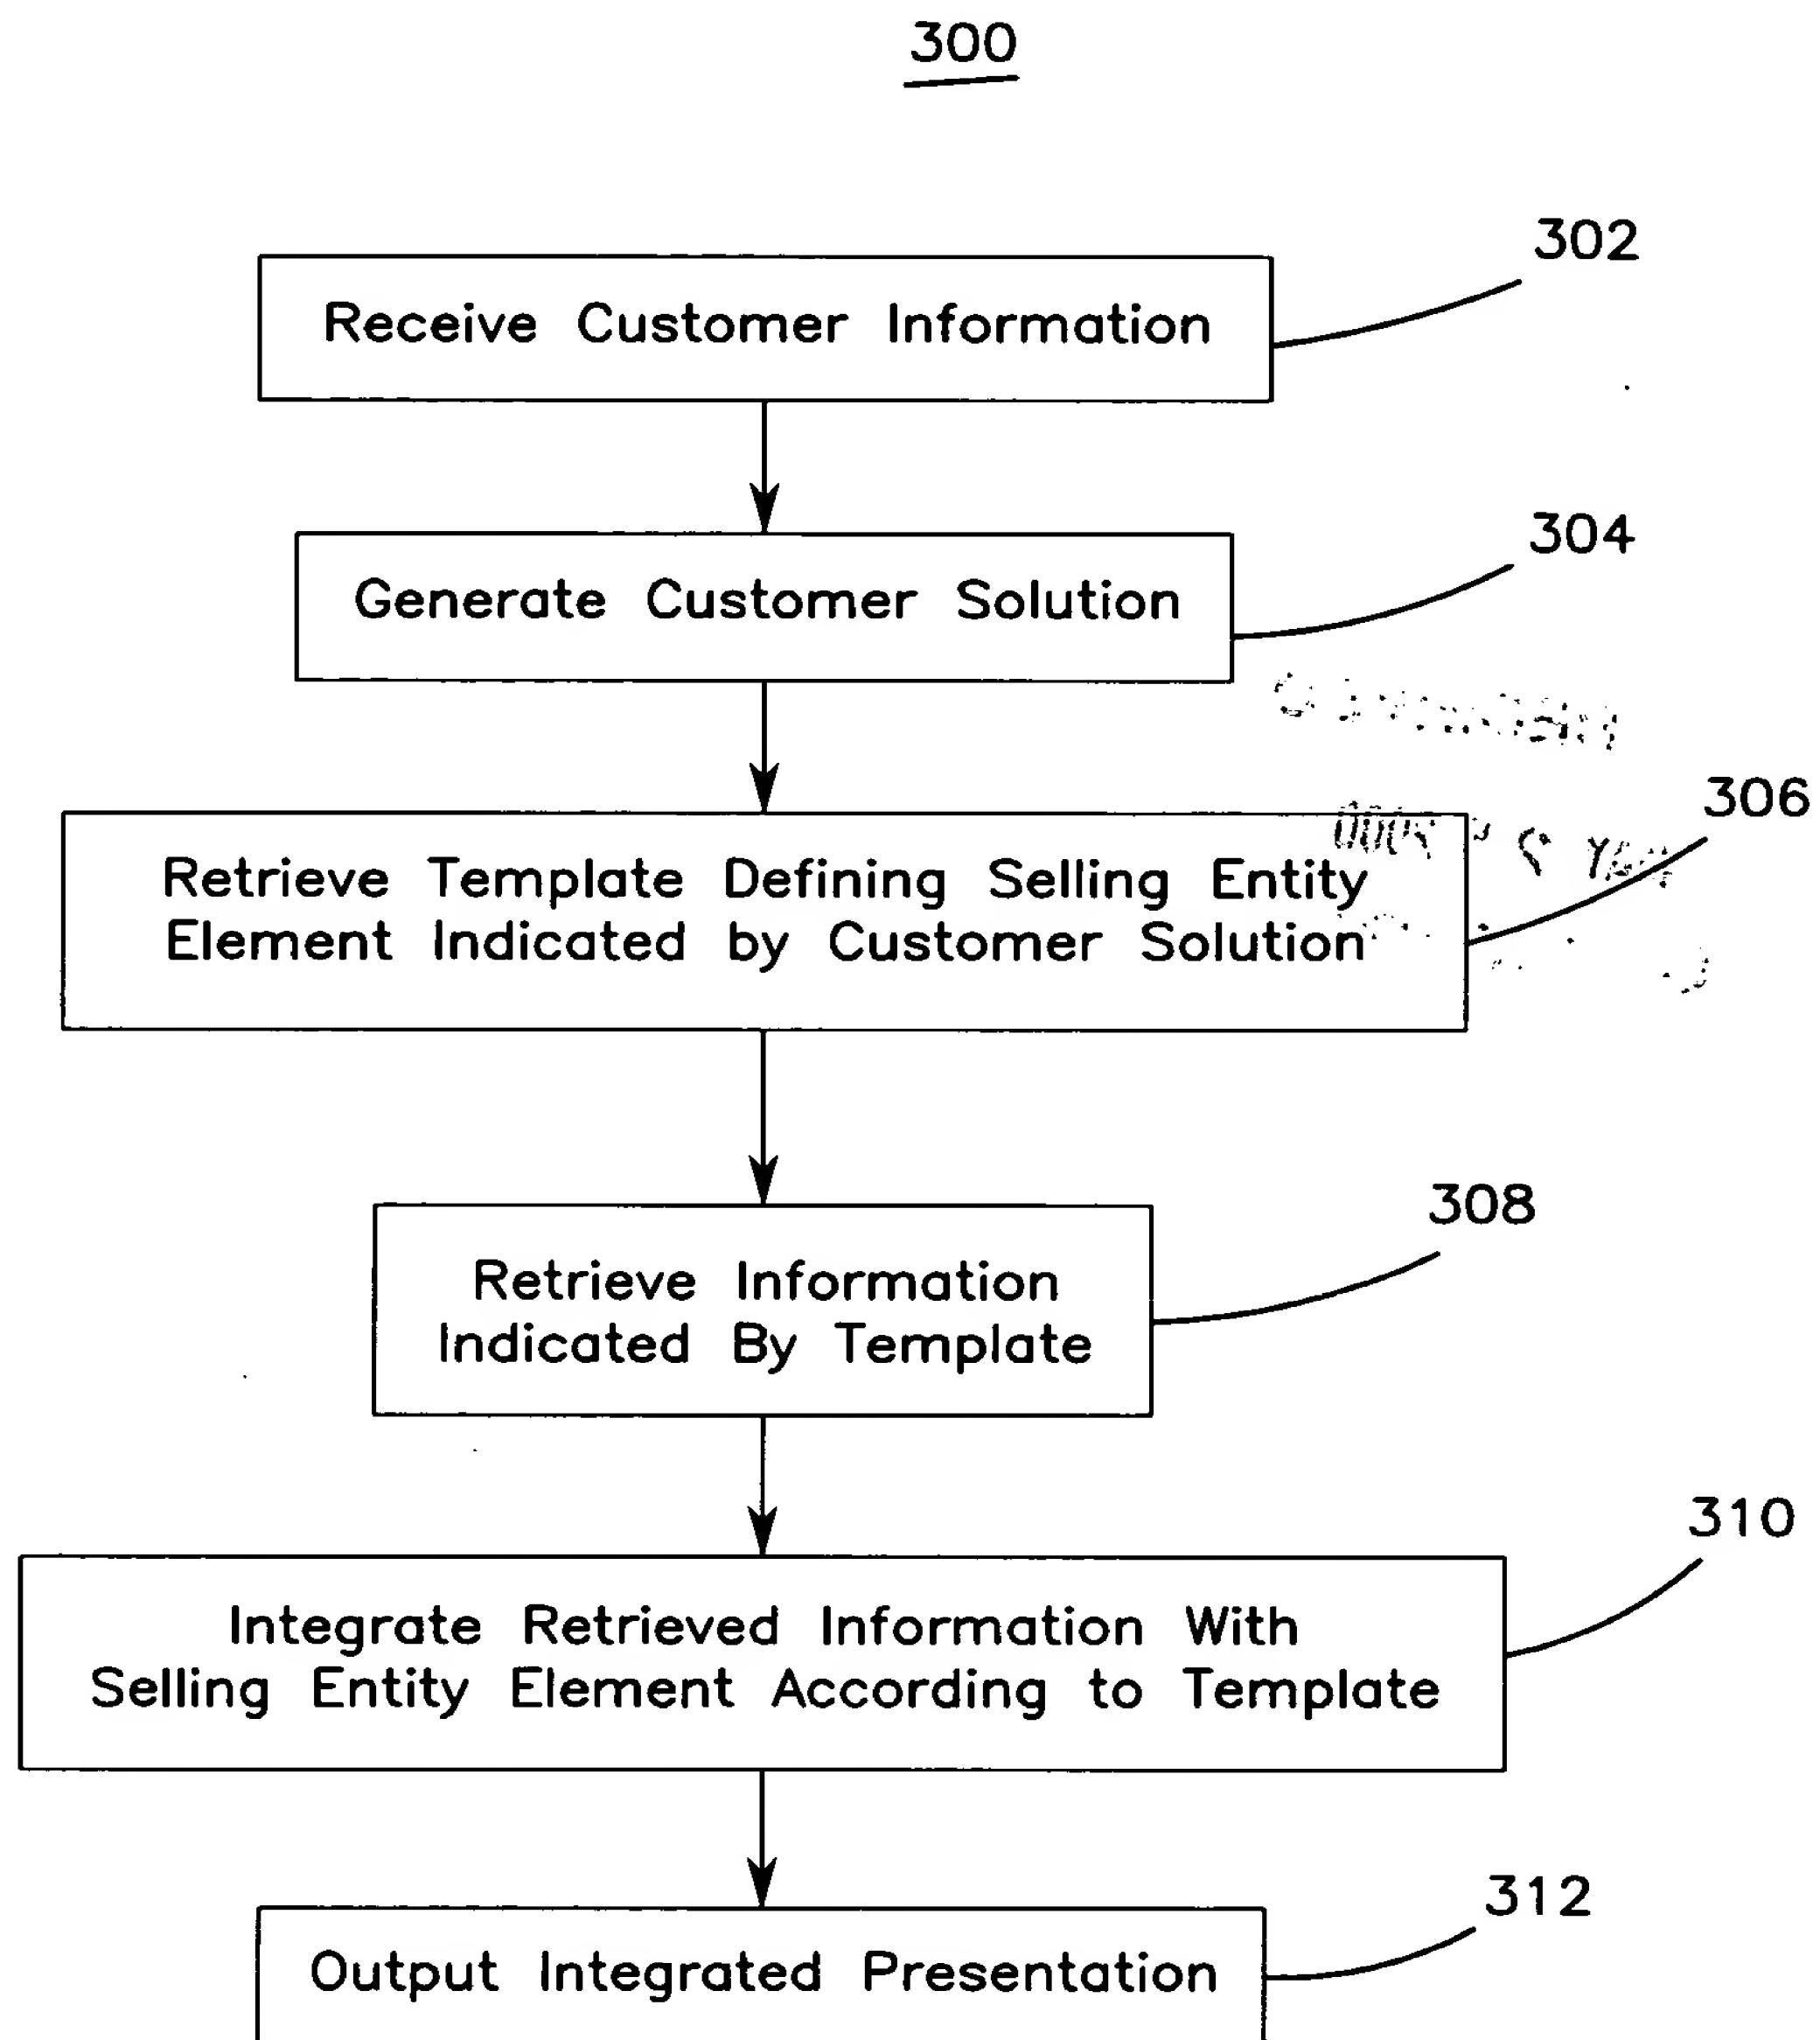 300
302
Receive Customer Information
304
Generate Customer Solution
306
Retrieve Template Defining Selling Entity
Element Indicated by Customer Solution
308
Retrieve Information
Indicated By Template
310
Integrate Retrieved Information With
Selling Entity Element According to Template
312
Output Integrated Presentation